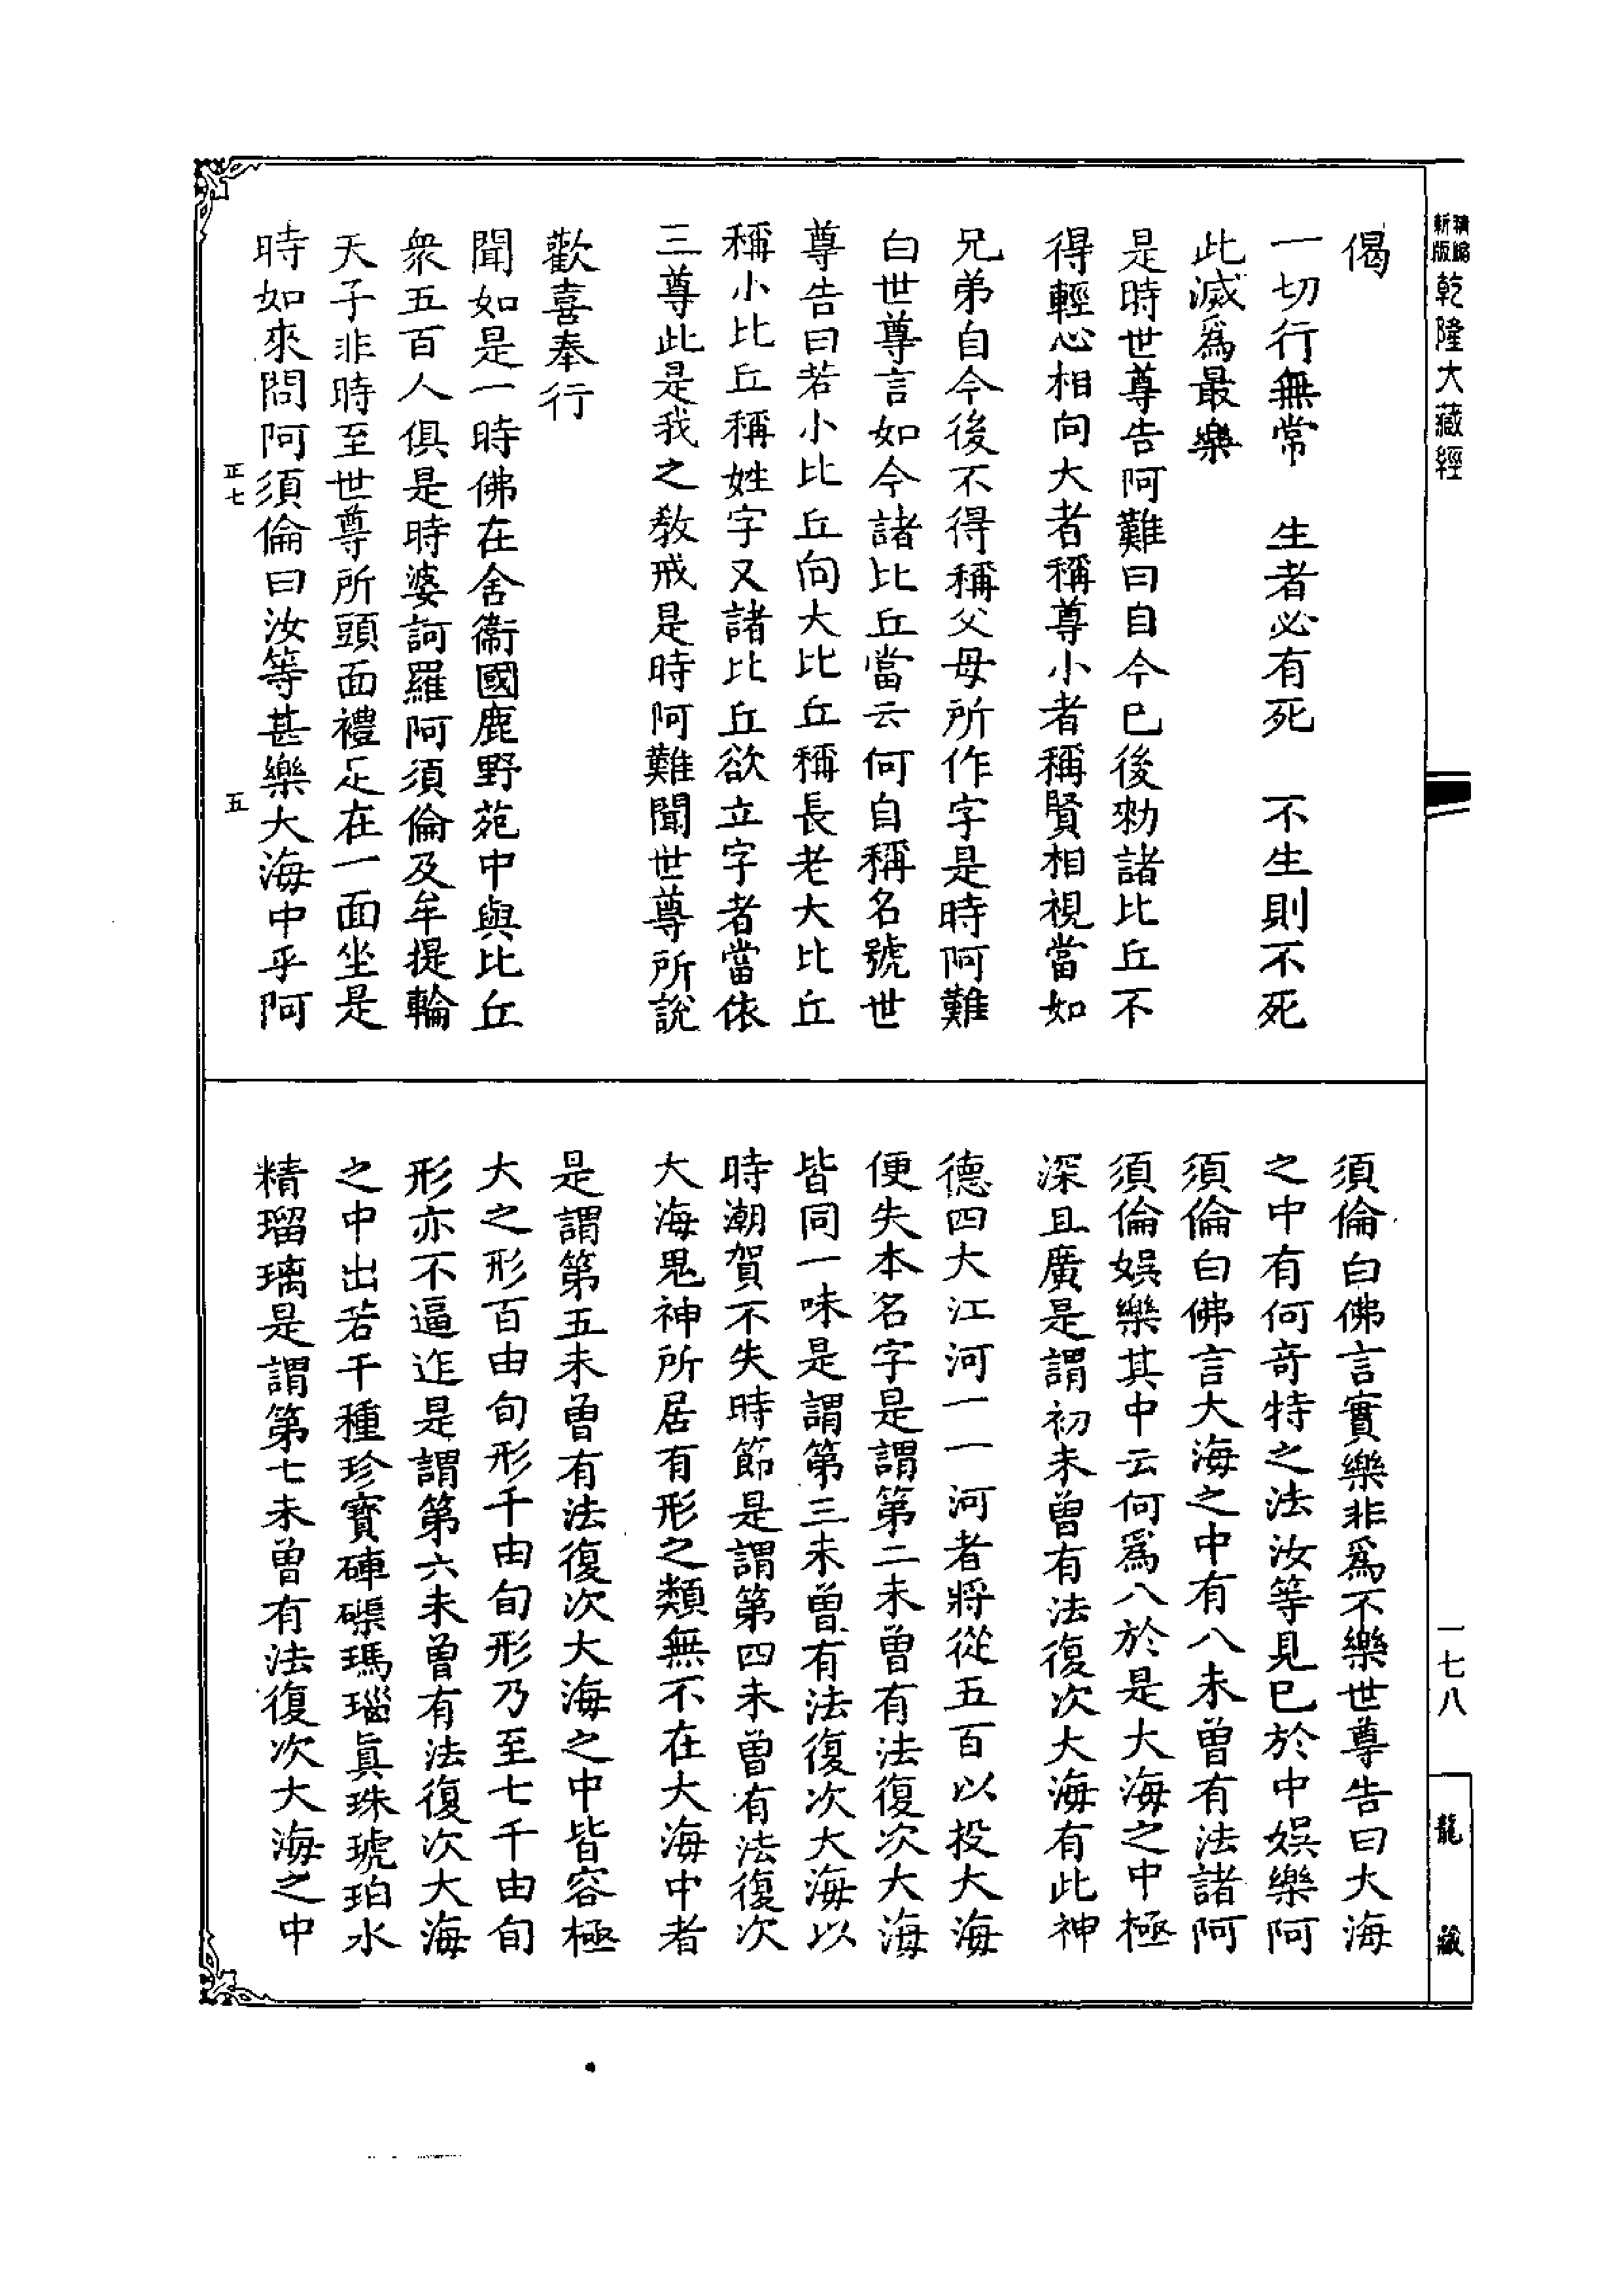 精縮
新版
乾隆大藏經
一七八
龍藏
偈
一切行無常　生者必有死　不生則不死
此滅爲最樂
是時世尊告阿難曰自今已後勑諸比丘不
得輕心相向大者稱尊小者稱賢相視當如
兄弟自今後不得稱父母所作字是時阿難
白世尊言如今諸比丘當云何自稱名號世
尊告曰若小比丘向大比丘稱長老大比丘
稱小比丘稱姓字又諸比丘欲立字者當依
三尊此是我之教戒是時阿難聞世尊所說
歡喜奉行
聞如是一時佛在舍衞國鹿野苑中與比丘
衆五百人俱是時婆訶羅阿須倫及牟提輪
天子非時至世尊所頭面禮足在一面坐是
時如來問阿須倫曰汝等甚樂大海中乎阿
正七　五
須倫白佛言實樂非爲不樂世尊告曰大海
之中有何奇特之法汝等見已於中娛樂阿
須倫白佛言大海之中有八未曾有法諸阿
須倫娛樂其中云何爲八於是大海之中極
深且廣是謂初未曾有法復次大海有此神
德四大江河一一河者將從五百以投大海
便失本名字是謂第二未曾有法復次大海
皆同一味是謂第三未曾有法復次大海以
時潮賀不失時節是謂第四未曾有法復次
大海鬼神所居有形之類無不在大海中者
是謂第五未曾有法復次大海之中皆容極
大之形百由旬形千由旬形乃至七千由旬
形亦不逼迮是謂第六未曾有法復次大海
之中出若干種珍寶硨磲瑪瑙眞珠琥珀水
精瑠璃是謂第七未曾有法復次大海之中